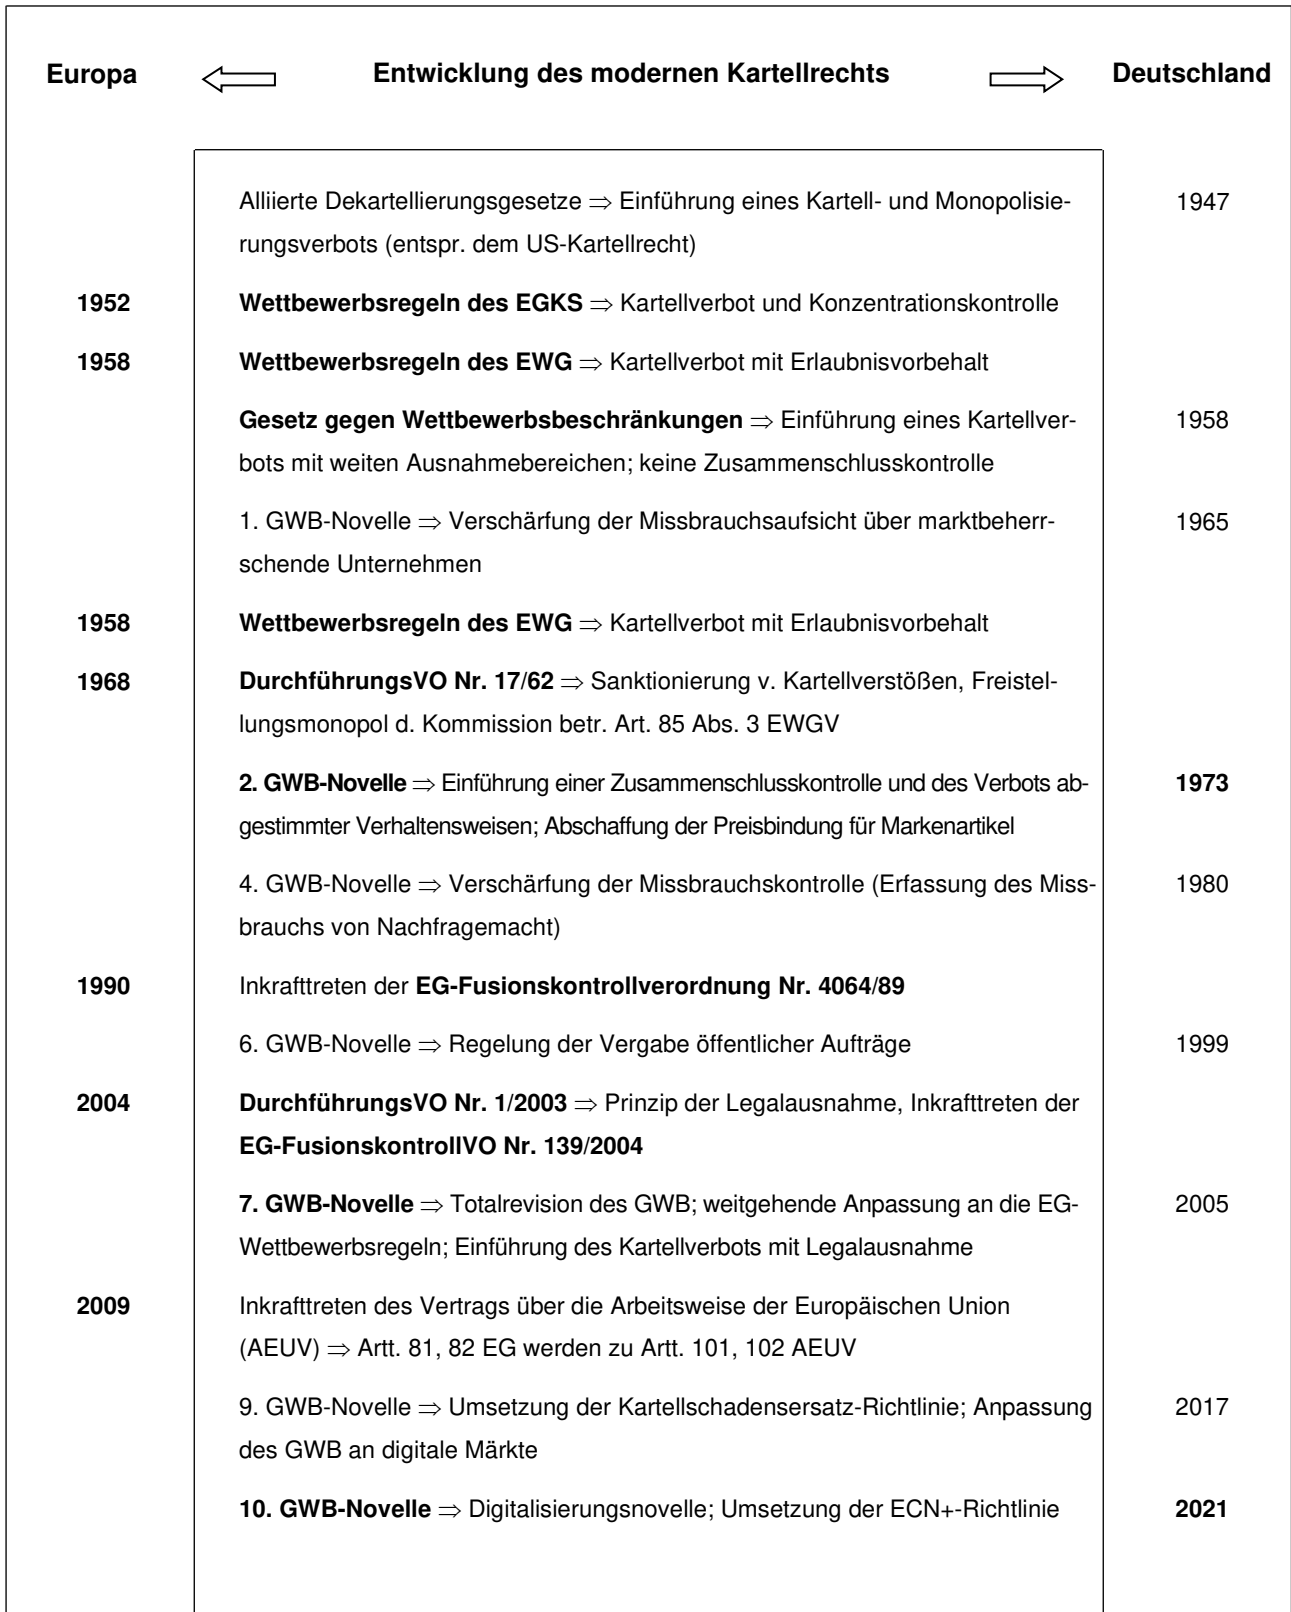 Europa Entwicklung des modernen Kartellrechts Deutschland
Alliierte Dekartellierungsgesetze ⇒ Einführung eines Kartell- und Monopolisie- 1947
rungsverbots (entspr. dem US-Kartellrecht)
1952 Wettbewerbsregeln des EGKS ⇒ Kartellverbot und Konzentrationskontrolle
1958 Wettbewerbsregeln des EWG ⇒ Kartellverbot mit Erlaubnisvorbehalt
Gesetz gegen Wettbewerbsbeschränkungen ⇒ Einführung eines Kartellver- 1958
bots mit weiten Ausnahmebereichen; keine Zusammenschlusskontrolle
1. GWB-Novelle ⇒ Verschärfung der Missbrauchsaufsicht über marktbeherr- 1965
schende Unternehmen
1958 Wettbewerbsregeln des EWG ⇒ Kartellverbot mit Erlaubnisvorbehalt
1968 DurchführungsVO Nr. 17/62 ⇒ Sanktionierung v. Kartellverstößen, Freistel-
lungsmonopol d. Kommission betr. Art. 85 Abs. 3 EWGV
2. GWB-Novelle ⇒ Einführung einer Zusammenschlusskontrolle und des Verbots ab- 1973
gestimmter Verhaltensweisen; Abschaffung der Preisbindung für Markenartikel
4. GWB-Novelle ⇒ Verschärfung der Missbrauchskontrolle (Erfassung des Miss- 1980
brauchs von Nachfragemacht)
1990 Inkrafttreten der EG-Fusionskontrollverordnung Nr. 4064/89
6. GWB-Novelle ⇒ Regelung der Vergabe öffentlicher Aufträge 1999
2004 DurchführungsVO Nr. 1/2003 ⇒ Prinzip der Legalausnahme, Inkrafttreten der
EG-FusionskontrollVO Nr. 139/2004
7. GWB-Novelle ⇒ Totalrevision des GWB; weitgehende Anpassung an die EG- 2005
Wettbewerbsregeln; Einführung des Kartellverbots mit Legalausnahme
2009 Inkrafttreten des Vertrags über die Arbeitsweise der Europäischen Union
(AEUV) ⇒ Artt. 81, 82 EG werden zu Artt. 101, 102 AEUV
9. GWB-Novelle ⇒ Umsetzung der Kartellschadensersatz-Richtlinie; Anpassung 2017
des GWB an digitale Märkte
10. GWB-Novelle ⇒ Digitalisierungsnovelle; Umsetzung der ECN+-Richtlinie 2021